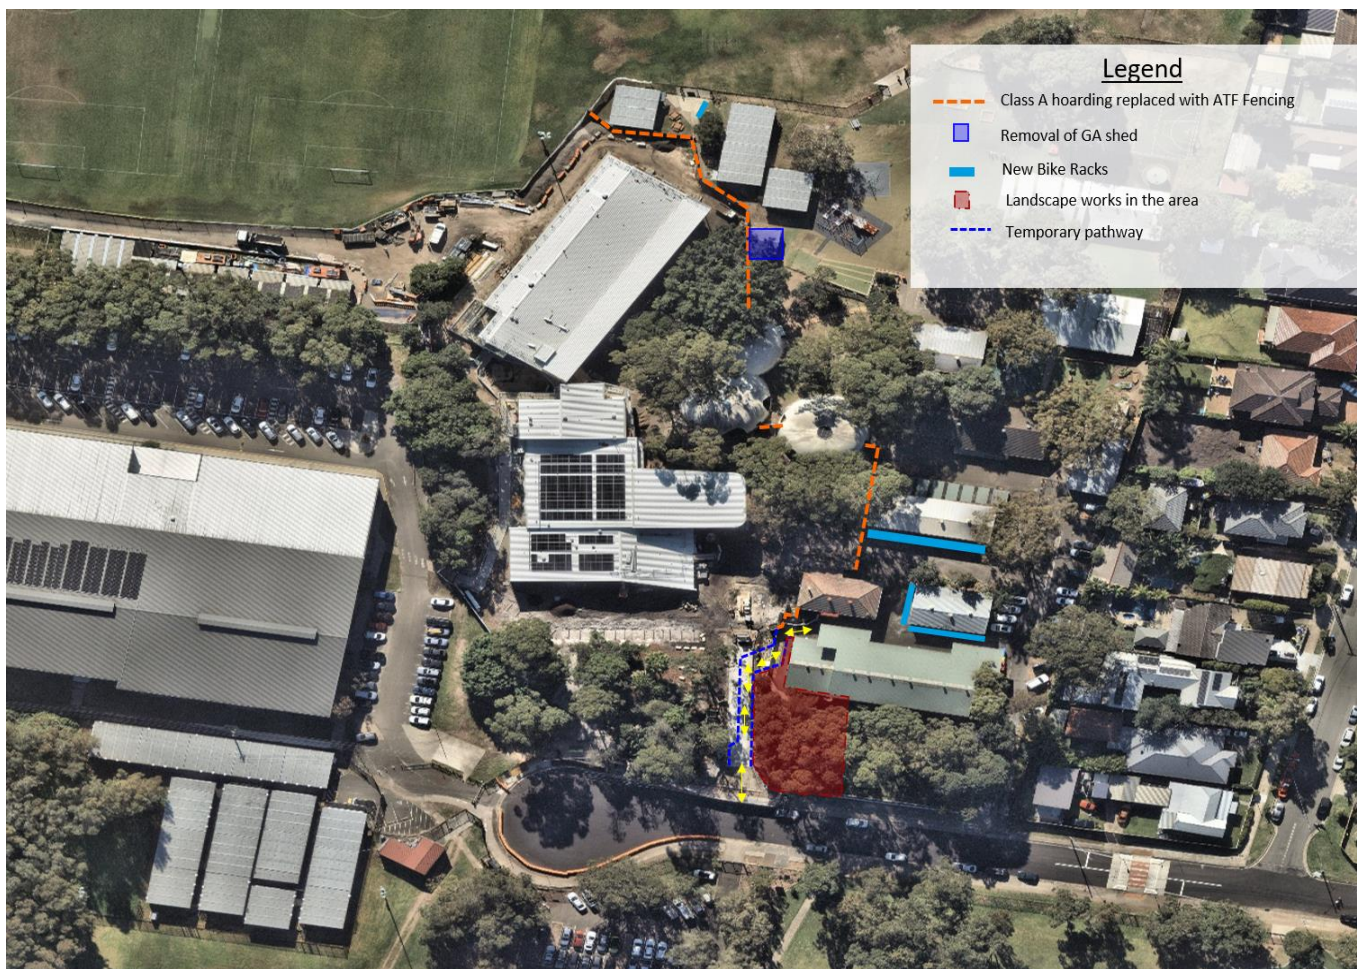 Legend
Class A hoarding replaced with ATF Fencing
Removal of GA shed
New Bike Racks
Landscape works in the area
Temporary pathway